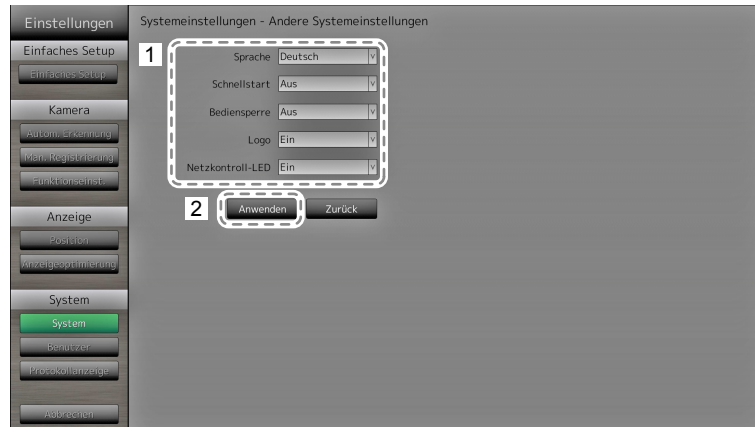 Einstellungen
Systemeinstellungen - Andere Systemeinstellungen
Einfaches Setup
Einfaches Setup
Kamera
Autom. Erkennung
Man. Registrierung
Funktionseinst.
Anzeige
Position
Anzeigeoptimierung
System
System
Benutzer
Protokollanzeige
Abbrechen
1
Sprache Deutsch
Schnellstart Aus
Bediensperre Aus
Logo Ein
Netzkontroll-LED Ein
2
Anwenden Zurück